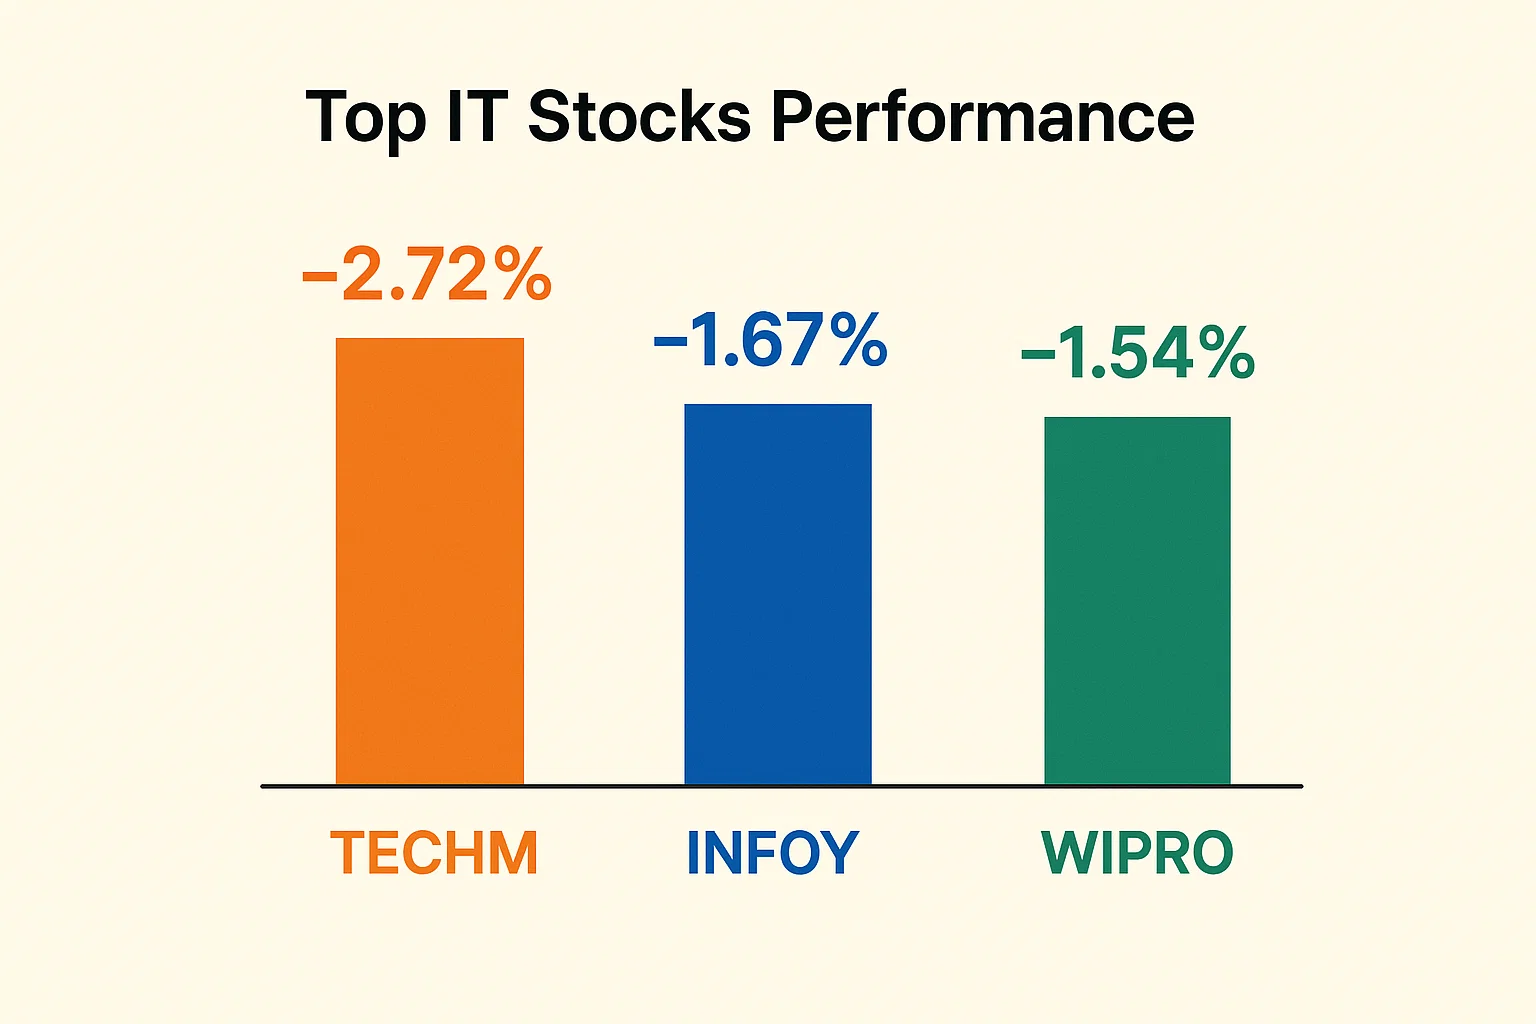 Top IT Stocks Performance
–2.72%
–1.67%
–1.54%
TECHM
INFOY
WIPRO